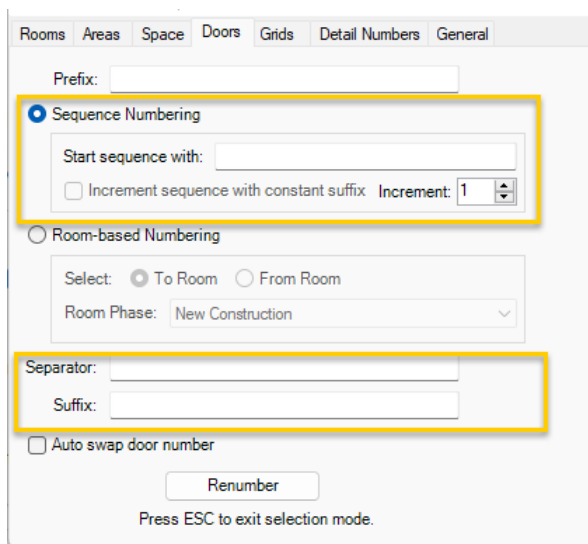 Rooms Areas Space Doors Grids Detail Numbers General
Prefix:
Sequence Numbering
Start sequence with:
Increment sequence with constant suffix Increment: 1
Room-based Numbering
Select: To Room From Room
Room Phase: New Construction
Separator:
Suffix:
Auto swap door number
Renumber
Press ESC to exit selection mode.